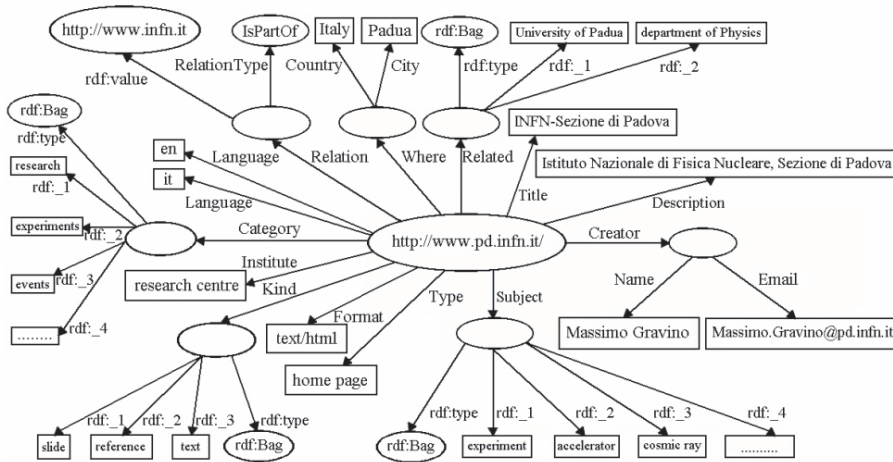 http://www.infn.it
IsPartOf
Italy
Padua
rdf:Bag
University of Padua
department of Physics
RelationType
Country
City
rdf:type
rdf:_1
rdf:_2
rdf:value
rdf:Bag
rdf:type
INFN-Sezione di Padova
en
Language
Relation
Where
Related
research
it
Istituto Nazionale di Fisica Nucleare, Sezione di Padova
rdf:_1
Language
Title
Description
experiments
rdf:_2
Category
http://www.pd.infn.it/
Creator
events
rdf:_3
Institute
research centre
Kind
Type
Subject
Name
Email
.........
rdf:_4
Format
text/html
Massimo Gravino
Massimo.Gravino@pd.infn.it
home page
rdf:_1
rdf:_2
rdf:_3
rdf:type
rdf:type
rdf:_1
rdf:_2
rdf:_3
rdf:_4
slide
reference
text
rdf:Bag
rdf:Bag
experiment
accelerator
cosmic ray
..........